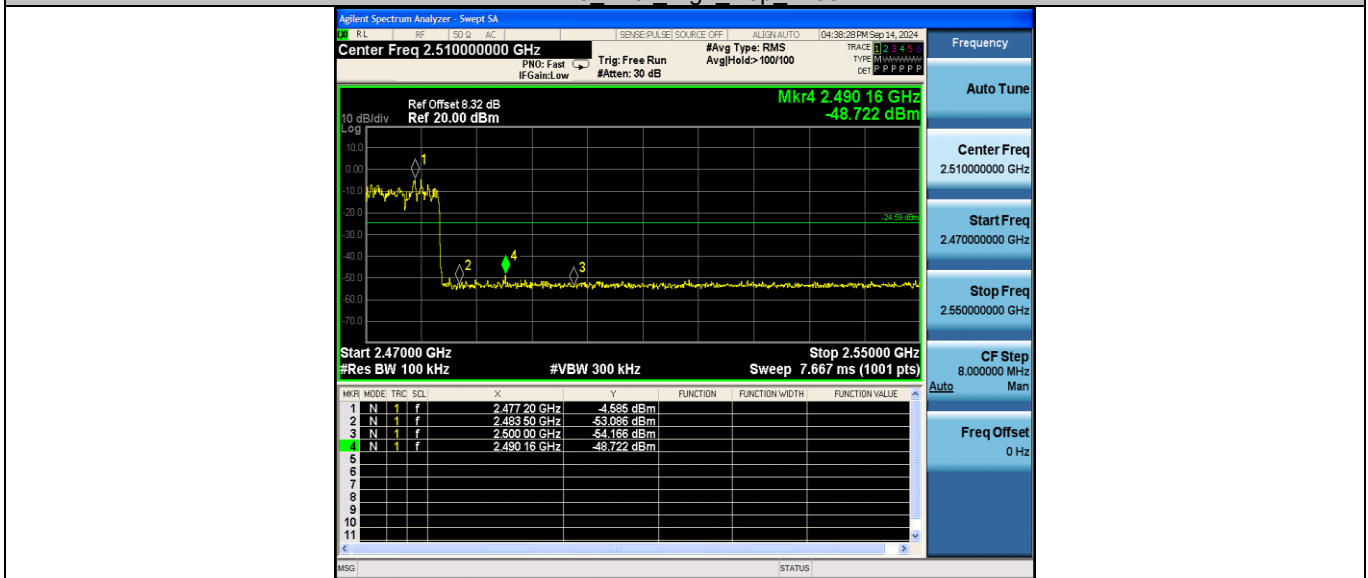 Agilent Spectrum Analyzer - Swept SA
RL RF 50 Ω AC SENSE:PULSE SOURCE OFF ALIGN AUTO 04:38:28 PM Sep 14, 2024
Center Freq 2.510000000 GHz
PNO: Fast
IFGain:Low
Trig: Free Run
#Atten: 30 dB
#Avg Type: RMS
Avg|Hold:>100/100
TRACE 1 2 3 4 5 6
TYPE M WWWWW
DET P P P P P P
Mkr4 2.490 16 GHz
-48.722 dBm
Ref Offset 8.32 dB
10 dB/div Ref 20.00 dBm
Log
10.0
0.00
-10.0
-20.0
-30.0
-40.0
-50.0
-60.0
-70.0
-24.59 dBm
1
2
4
3
Start 2.47000 GHz Stop 2.55000 GHz
#Res BW 100 kHz #VBW 300 kHz Sweep 7.667 ms (1001 pts)
MKR MODE TRC SCL X Y FUNCTION FUNCTION WIDTH FUNCTION VALUE
1 N 1 f 2.477 20 GHz -4.585 dBm
2 N 1 f 2.483 50 GHz -53.086 dBm
3 N 1 f 2.500 00 GHz -54.166 dBm
4 N 1 f 2.490 16 GHz -48.722 dBm
5
6
7
8
9
10
11
MSG STATUS
Frequency
Auto Tune
Center Freq
2.510000000 GHz
Start Freq
2.470000000 GHz
Stop Freq
2.550000000 GHz
CF Step
8.000000 MHz
Auto Man
Freq Offset
0 Hz